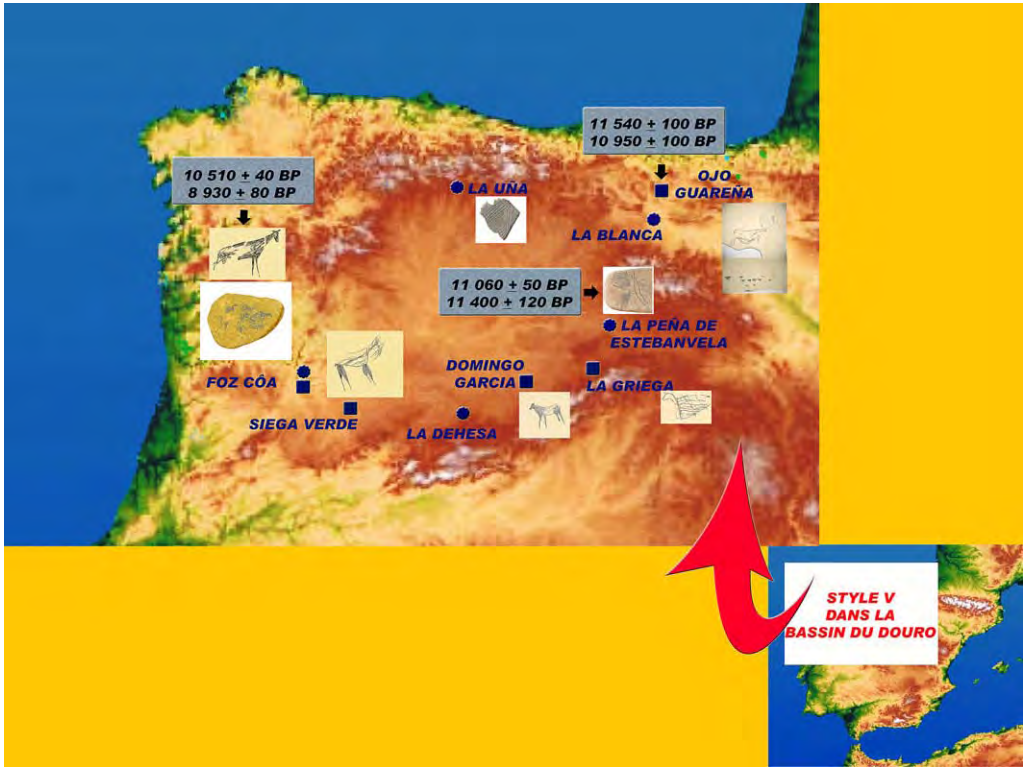 11 540 ± 100 BP
10 950 ± 100 BP
10 510 ± 40 BP
8 930 ± 80 BP
OJO
GUAREÑA
LA UÑA
LA BLANCA
11 060 ± 50 BP
11 400 ± 120 BP
LA PEÑA DE
ESTEBANVELA
DOMINGO
GARCIA
LA GRIEGA
FOZ CÔA
SIEGA VERDE
LA DEHESA
STYLE V
DANS LA
BASSIN DU DOURO